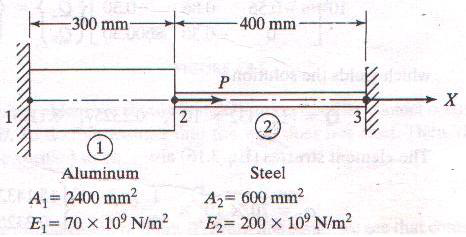 300 mm
400 mm
P
X
1
2
3
1
2
Aluminum
Steel
A₁ = 2400 mm²
A₂ = 600 mm²
E₁ = 70 × 10⁹ N/m²
E₂ = 200 × 10⁹ N/m²